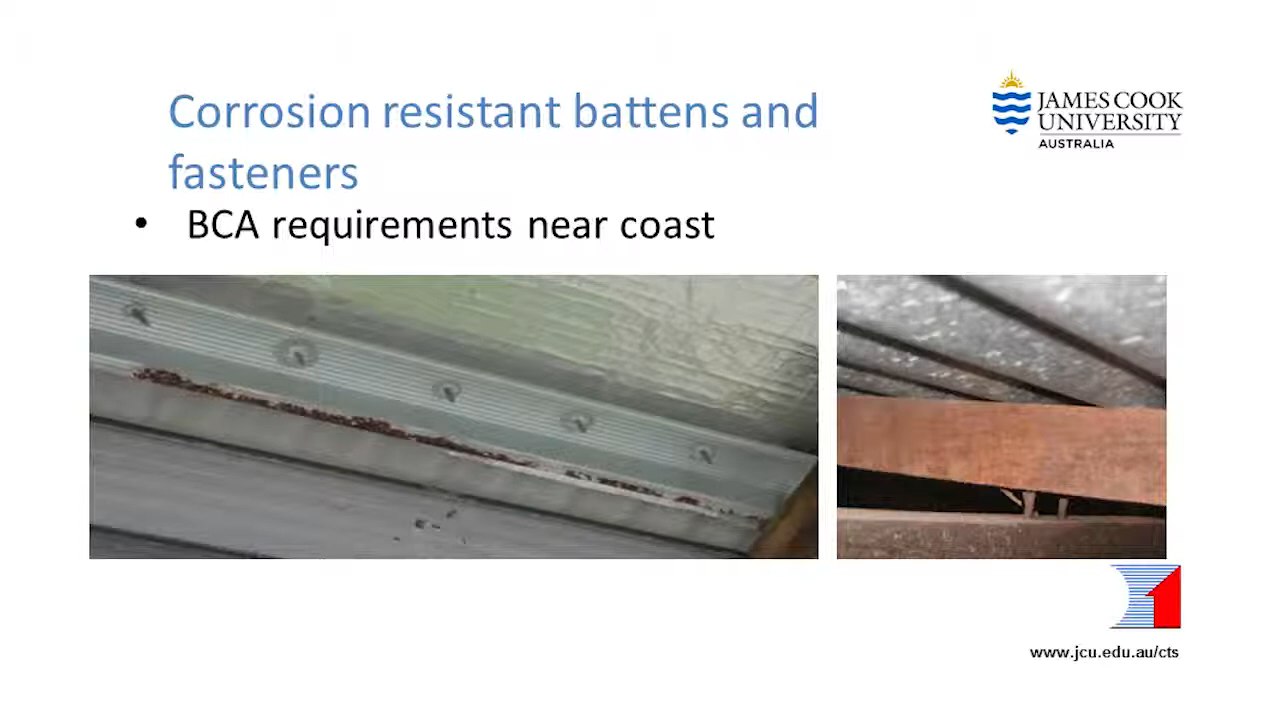 Corrosion resistant battens and
fasteners
JAMES COOK
UNIVERSITY
AUSTRALIA
• BCA requirements near coast
www.jcu.edu.au/cts